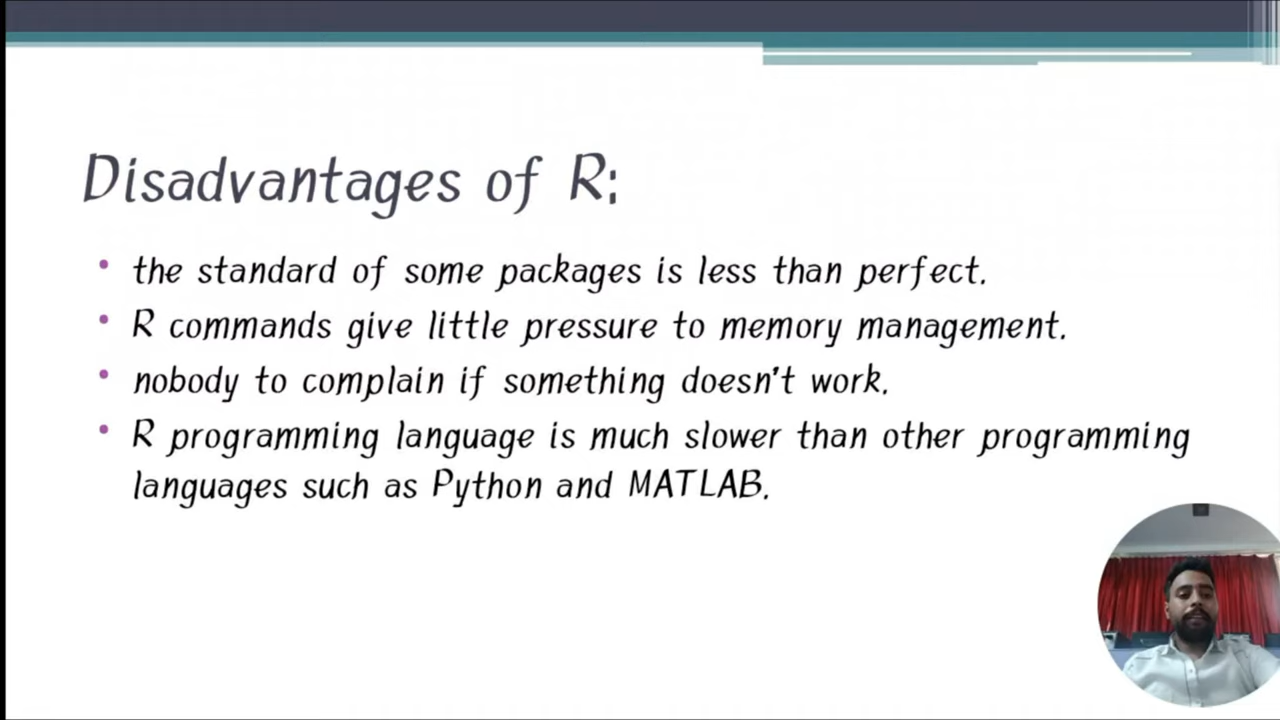 Disadvantages of R:
• the standard of some packages is less than perfect.
• R commands give little pressure to memory management.
• nobody to complain if something doesn't work.
• R programming language is much slower than other programming
languages such as Python and MATLAB.